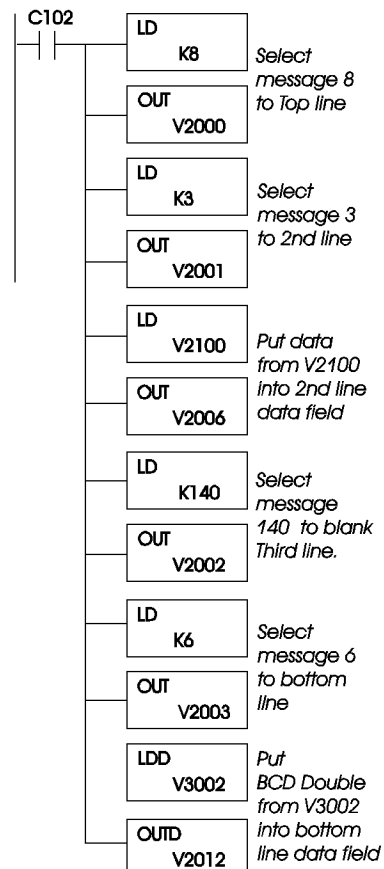 C102
LD
K8
Select
message 8
to Top line
OUT
V2000
LD
K3
Select
message 3
to 2nd line
OUT
V2001
LD
V2100
Put data
from V2100
into 2nd line
data field
OUT
V2006
LD
K140
Select
message
140 to blank
Third line.
OUT
V2002
LD
K6
Select
message 6
to bottom
line
OUT
V2003
LDD
V3002
Put
BCD Double
from V3002
into bottom
line data field
OUTD
V2012